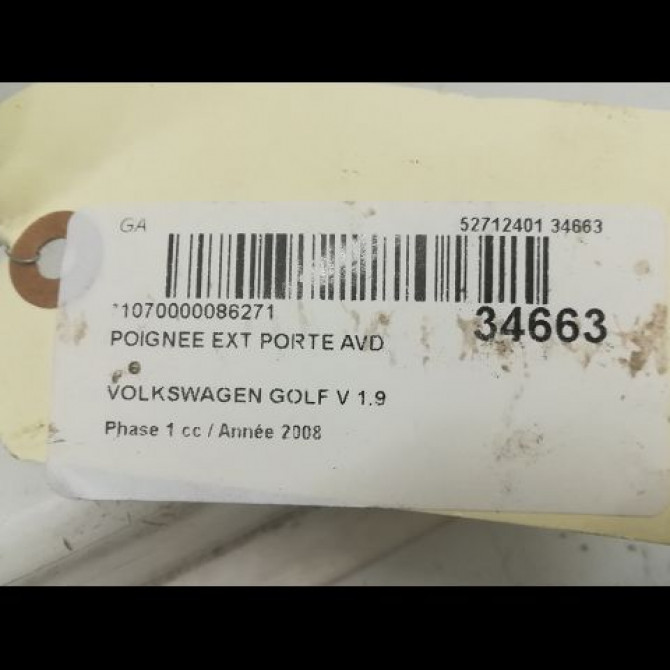 GA
52712401 34663
*1070000086271
34663
POIGNEE EXT PORTE AVD
VOLKSWAGEN GOLF V 1.9
Phase 1 cc / Année 2008